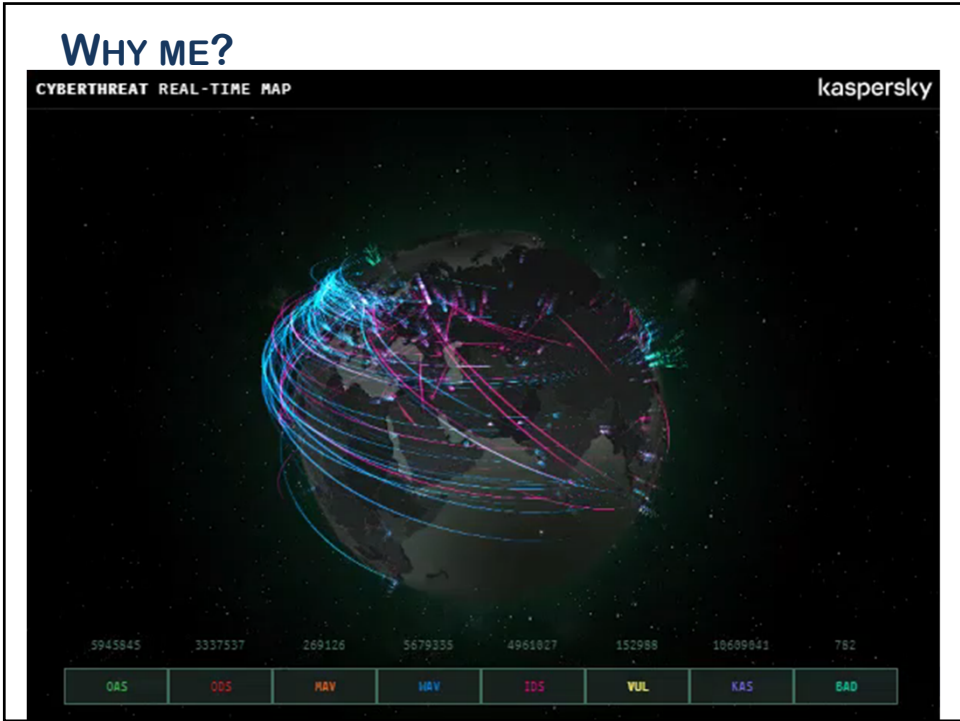 WHY ME?
CYBERTHREAT REAL-TIME MAP
kaspersky
5945845 3337537 269126 5679335 4961027 152988 10609041 782
OAS ODS MAV WAV IDS VUL KAS BAD